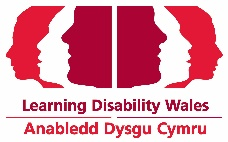 Learning Disability Wales
Anabledd Dysgu Cymru